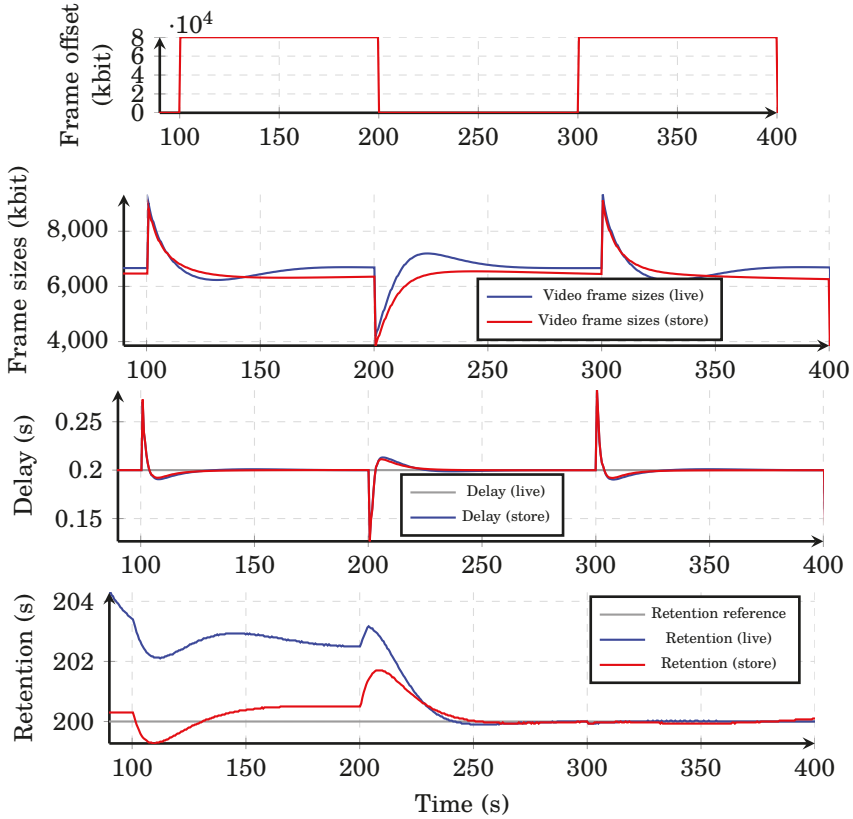 ·10⁴
Frame offset
(kbit)
8
6
4
2
0
100 150 200 250 300 350 400
Frame sizes (kbit)
8,000
6,000
4,000
Video frame sizes (live)
Video frame sizes (store)
100 150 200 250 300 350 400
Delay (s)
0.25
0.2
0.15
Delay (live)
Delay (store)
100 150 200 250 300 350 400
Retention (s)
204
202
200
Retention reference
Retention (live)
Retention (store)
100 150 200 250 300 350 400
Time (s)